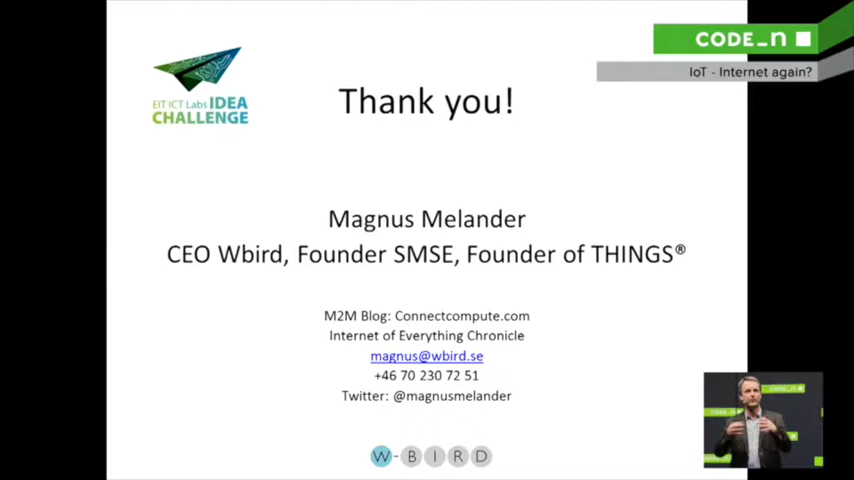 CODE_n
IoT - Internet again?
EIT ICT Labs IDEA
CHALLENGE
Thank you!
Magnus Melander
CEO Wbird, Founder SMSE, Founder of THINGS®
M2M Blog: Connectcompute.com
Internet of Everything Chronicle
magnus@wbird.se
+46 70 230 72 51
Twitter: @magnusmelander
W-BIRD
code_n